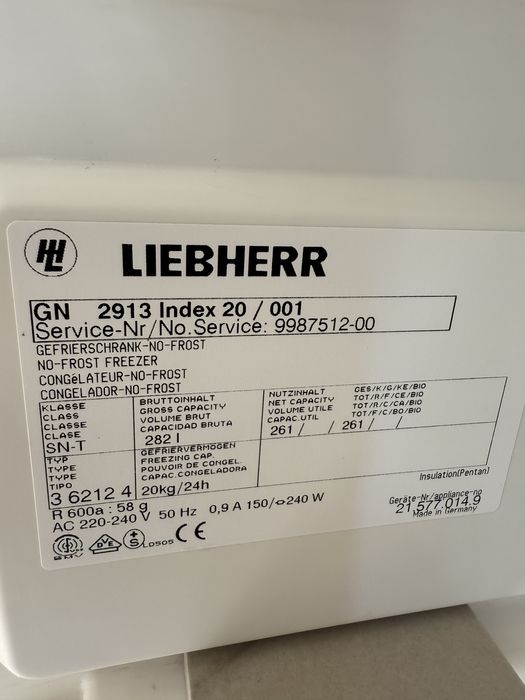 HL LIEBHERR
GN 2913 Index 20 / 001
Service-Nr/No.Service: 9987512-00
GEFRIERSCHRANK-NO-FROST
NO-FROST FREEZER
CONGéLATEUR-NO-FROST
CONGELADOR-NO-FROST
KLASSE BRUTTOINHALT NUTZINHALT GES/K/G/KE/BIO
CLASS GROSS CAPACITY NET CAPACITY TOT/R/F/CE/BIO
CLASSE VOLUME BRUT VOLUME UTILE TOT/R/C/CA/BIO
CLASE CAPACIDAD BRUTA CAPAC.UTIL TOT/F/C/BO/BIO
SN-T 282 l 261 / / 261 / /
TYP GEFRIERVERMÖGEN
TYPE FREEZING CAP.
TYPE POUVOIR DE CONGEL
TIPO CAPAC.CONGELADORA
3 6212 4 20kg/24h Insulation(Pentan)
R 600a : 58 g Geräte-Nr/appliance-no
AC 220-240 V 50 Hz 0,9 A 150/ 240 W 21.577.014.9
Made in Germany
VDE +S LD505 CE